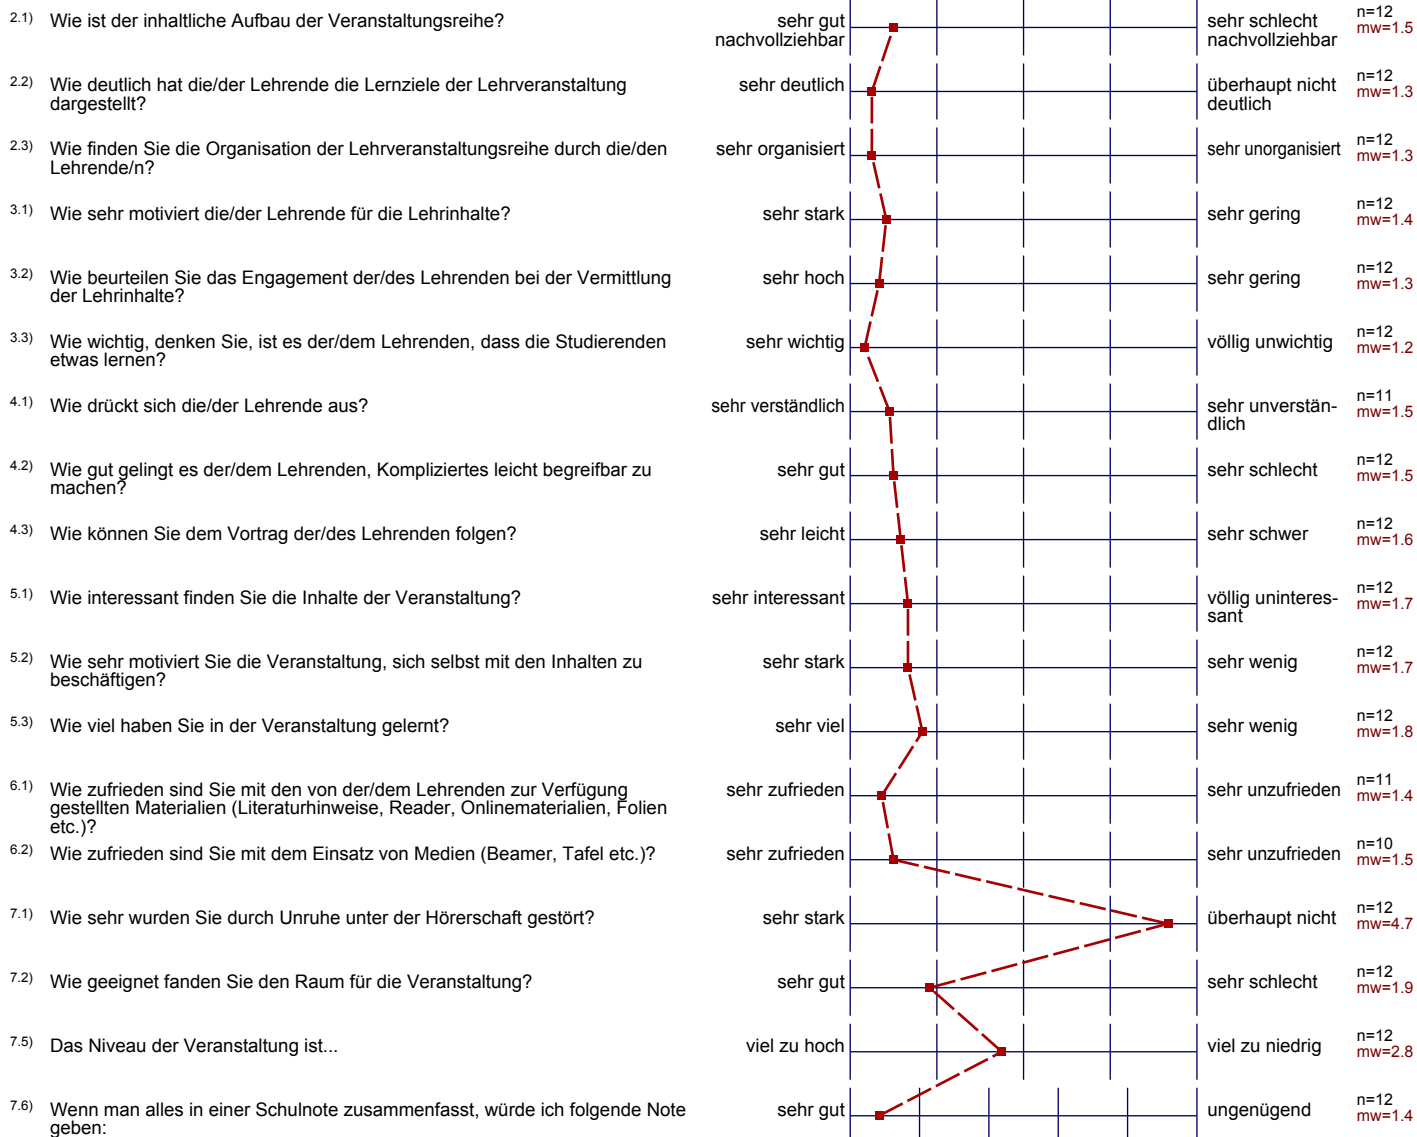 2.1) Wie ist der inhaltliche Aufbau der Veranstaltungsreihe? sehr gut nachvollziehbar sehr schlecht nachvollziehbar n=12 mw=1.5
2.2) Wie deutlich hat die/der Lehrende die Lernziele der Lehrveranstaltung
dargestellt? sehr deutlich überhaupt nicht deutlich n=12 mw=1.3
2.3) Wie finden Sie die Organisation der Lehrveranstaltungsreihe durch die/den
Lehrende/n? sehr organisiert sehr unorganisiert n=12 mw=1.3
3.1) Wie sehr motiviert die/der Lehrende für die Lehrinhalte? sehr stark sehr gering n=12 mw=1.4
3.2) Wie beurteilen Sie das Engagement der/des Lehrenden bei der Vermittlung
der Lehrinhalte? sehr hoch sehr gering n=12 mw=1.3
3.3) Wie wichtig, denken Sie, ist es der/dem Lehrenden, dass die Studierenden
etwas lernen? sehr wichtig völlig unwichtig n=12 mw=1.2
4.1) Wie drückt sich die/der Lehrende aus? sehr verständlich sehr unverstän-
dlich n=11 mw=1.5
4.2) Wie gut gelingt es der/dem Lehrenden, Kompliziertes leicht begreifbar zu
machen? sehr gut sehr schlecht n=12 mw=1.5
4.3) Wie können Sie dem Vortrag der/des Lehrenden folgen? sehr leicht sehr schwer n=12 mw=1.6
5.1) Wie interessant finden Sie die Inhalte der Veranstaltung? sehr interessant völlig uninteres-
sant n=12 mw=1.7
5.2) Wie sehr motiviert Sie die Veranstaltung, sich selbst mit den Inhalten zu
beschäftigen? sehr stark sehr wenig n=12 mw=1.7
5.3) Wie viel haben Sie in der Veranstaltung gelernt? sehr viel sehr wenig n=12 mw=1.8
6.1) Wie zufrieden sind Sie mit den von der/dem Lehrenden zur Verfügung
gestellten Materialien (Literaturhinweise, Reader, Onlinematerialien, Folien
etc.)? sehr zufrieden sehr unzufrieden n=11 mw=1.4
6.2) Wie zufrieden sind Sie mit dem Einsatz von Medien (Beamer, Tafel etc.)? sehr zufrieden sehr unzufrieden n=10 mw=1.5
7.1) Wie sehr wurden Sie durch Unruhe unter der Hörerschaft gestört? sehr stark überhaupt nicht n=12 mw=4.7
7.2) Wie geeignet fanden Sie den Raum für die Veranstaltung? sehr gut sehr schlecht n=12 mw=1.9
7.5) Das Niveau der Veranstaltung ist... viel zu hoch viel zu niedrig n=12 mw=2.8
7.6) Wenn man alles in einer Schulnote zusammenfasst, würde ich folgende Note
geben: sehr gut ungenügend n=12 mw=1.4